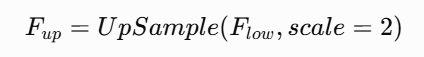 F_{up} = UpSample(F_{low}, scale = 2)